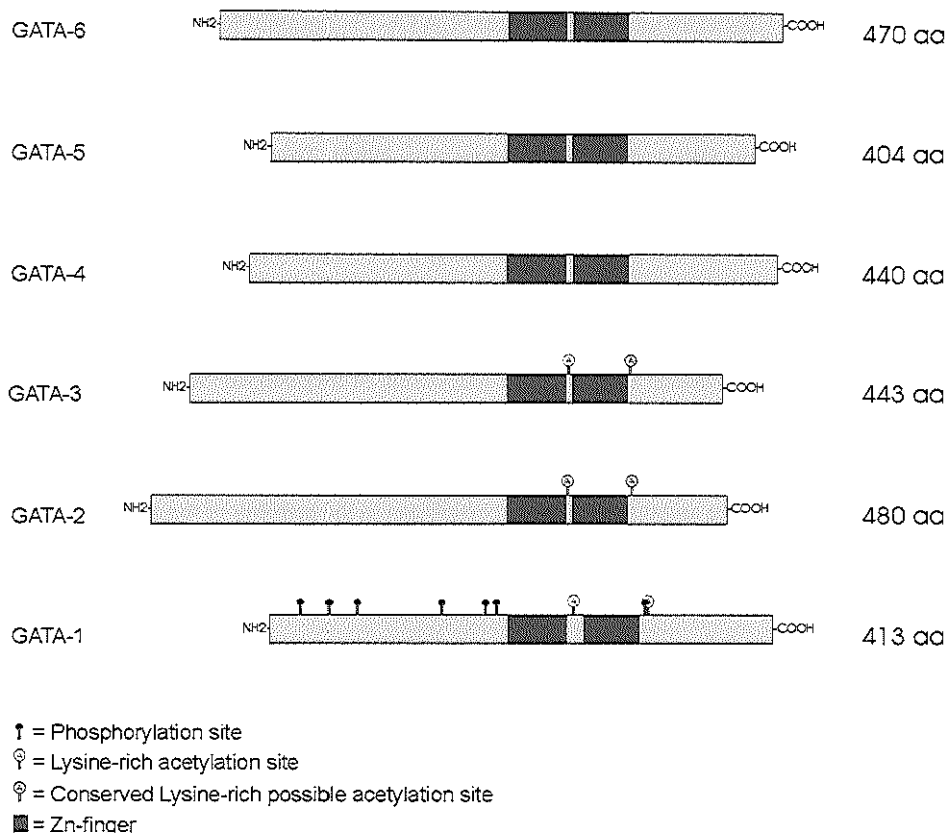 GATA-6 NH2- -COOH 470 aa
GATA-5 NH2- -COOH 404 aa
GATA-4 NH2- -COOH 440 aa
A A
GATA-3 NH2- -COOH 443 aa
A A
GATA-2 NH2- -COOH 480 aa
A A
GATA-1 NH2- -COOH 413 aa
= Phosphorylation site
A = Lysine-rich acetylation site
A = Conserved Lysine-rich possible acetylation site
= Zn-finger